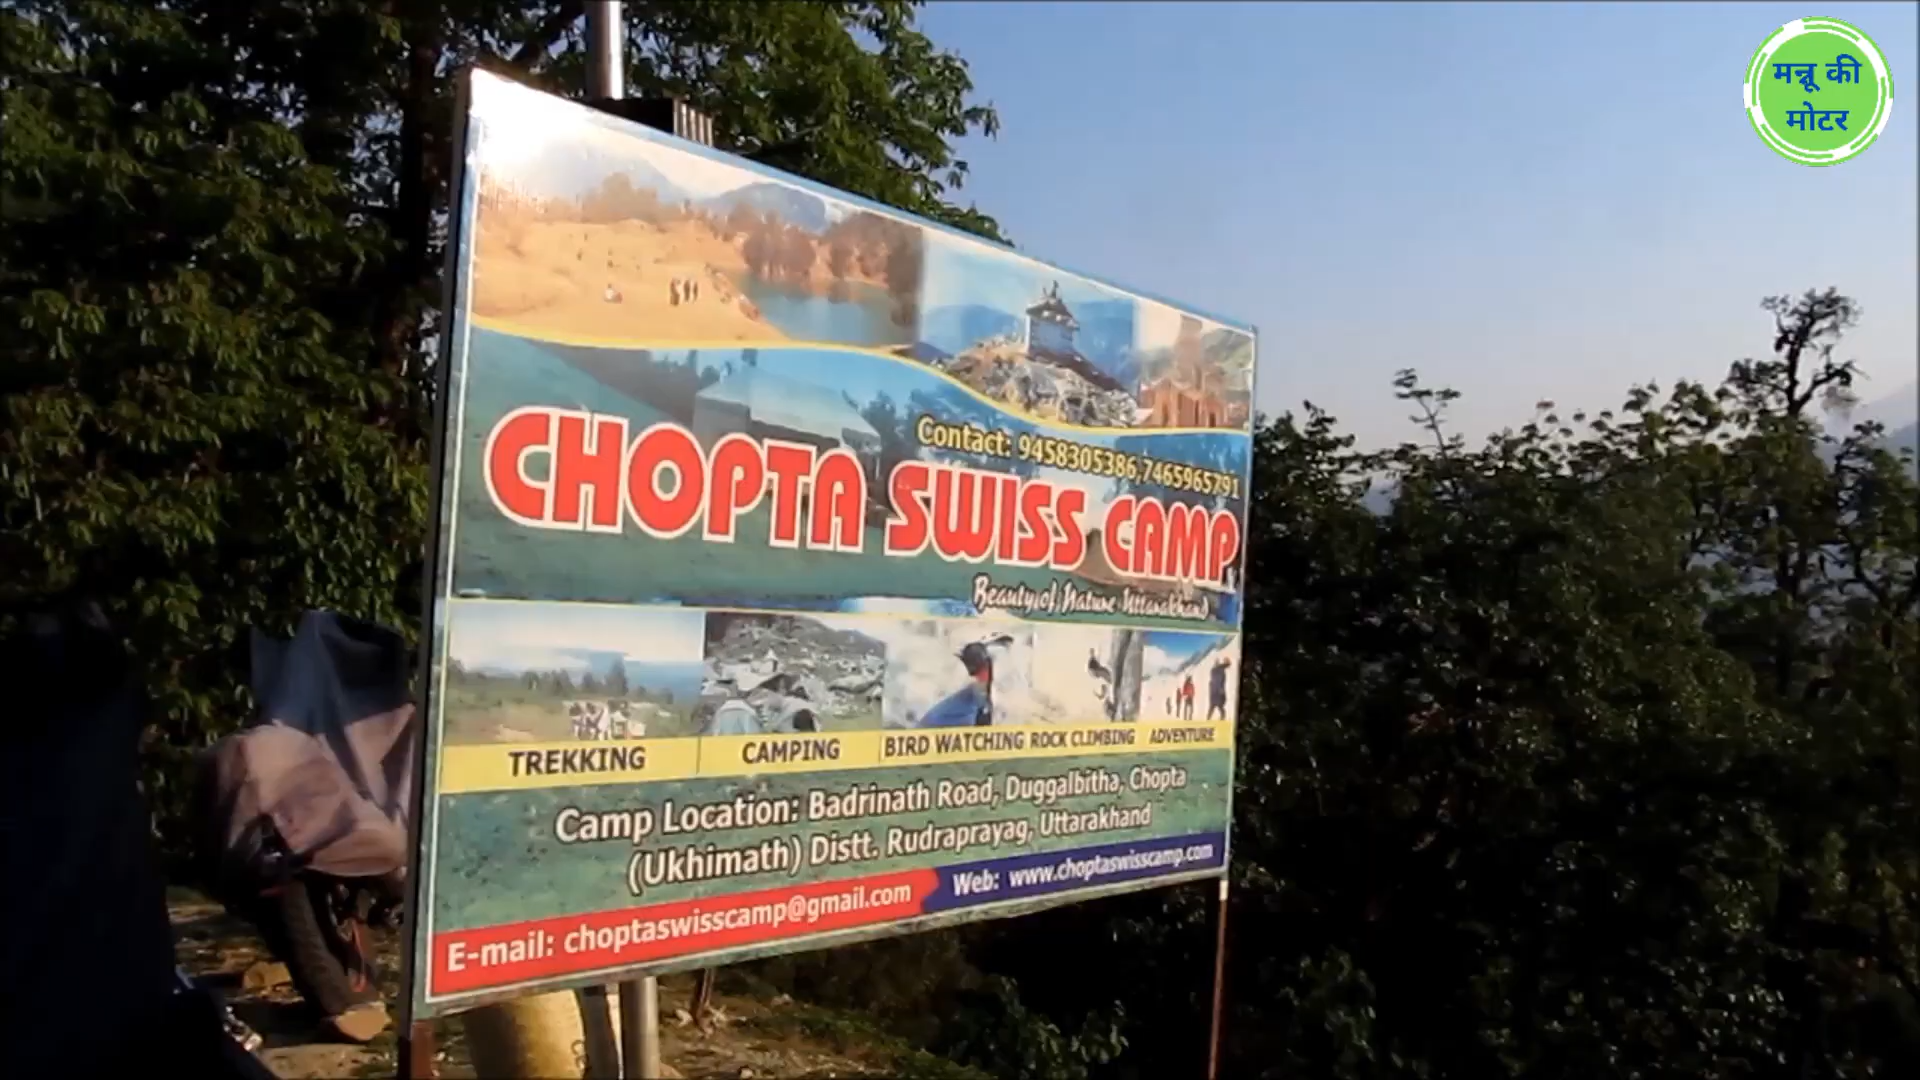 मन्नू की
मोटर
Contact: 9458305386,7465965791
CHOPTA SWISS CAMP
Beauty of Nature Uttarakhand
TREKKING CAMPING BIRD WATCHING ROCK CLIMBING ADVENTURE
Camp Location: Badrinath Road, Duggalbitha, Chopta
(Ukhimath) Distt. Rudraprayag, Uttarakhand
E-mail: choptaswisscamp@gmail.com Web: www.choptaswisscamp.com